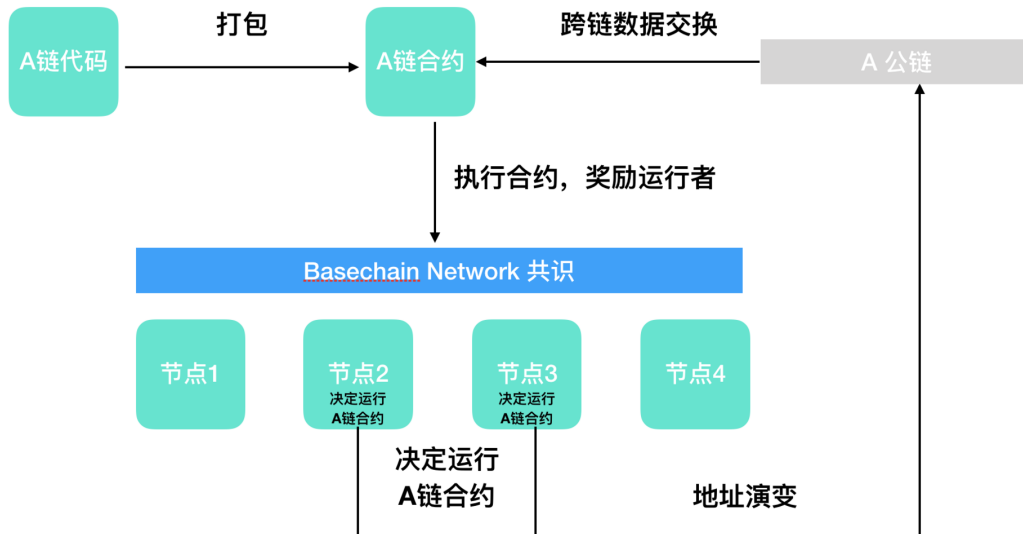 打包
跨链数据交换
A链代码
A链合约
A 公链
执行合约，奖励运行者
Basechain Network 共识
节点1
节点2
决定运行
A链合约
节点3
决定运行
A链合约
节点4
决定运行
A链合约
地址演变